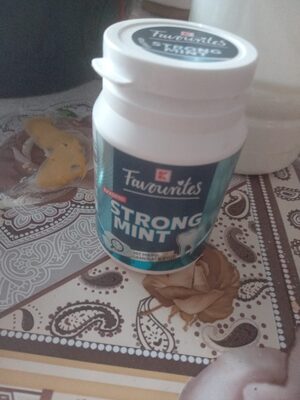 K
Favourites
STRONG
MINT
K
Favourites
STRONG
MINT